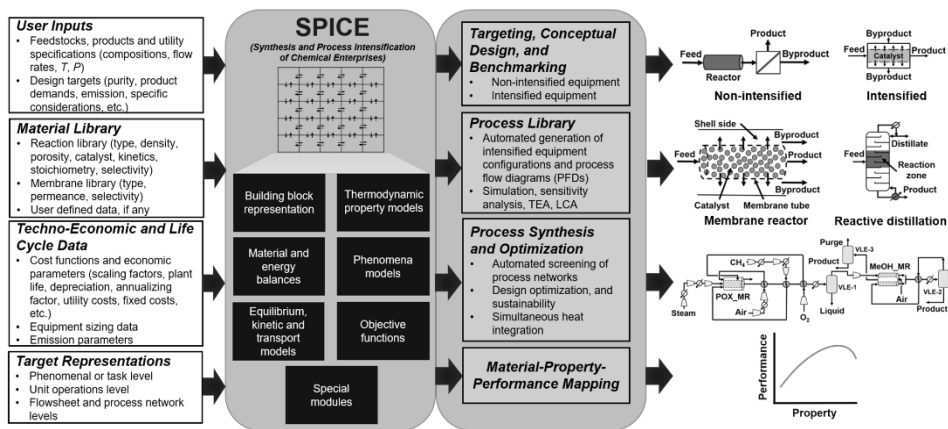 User Inputs
• Feedstocks, products and utility
specifications (compositions, flow
rates, T, P)
• Design targets (purity, product
demands, emission, specific
considerations, etc.)
Material Library
• Reaction library (type, density,
porosity, catalyst, kinetics,
stoichiometry, selectivity)
• Membrane library (type,
permeance, selectivity)
• User defined data, if any
Techno-Economic and Life
Cycle Data
• Cost functions and economic
parameters (scaling factors, plant
life, depreciation, annualizing
factor, utility costs, fixed costs,
etc.)
• Equipment sizing data
• Emission parameters
Target Representations
• Phenomenal or task level
• Unit operations level
• Flowsheet and process network
levels
SPICE
(Synthesis and Process Intensification
of Chemical Enterprises)
Building block
representation
Thermodynamic
property models
Material and
energy
balances
Phenomena
models
Equilibrium,
kinetic and
transport
models
Objective
functions
Special
modules
Targeting, Conceptual
Design, and
Benchmarking
• Non-intensified equipment
• Intensified equipment
Process Library
• Automated generation of
intensified equipment
configurations and process
flow diagrams (PFDs)
• Simulation, sensitivity
analysis, TEA, LCA
Process Synthesis
and Optimization
• Automated screening of
process networks
• Design optimization, and
sustainability
• Simultaneous heat
integration
Material-Property-
Performance Mapping
Product
Feed
Byproduct
Reactor
Non-intensified
Byproduct
Feed
Catalyst
Product
Byproduct
Intensified
Shell side
Byproduct
Feed
Product
Byproduct
Catalyst
Membrane tube
Membrane reactor
Distillate
Feed
Reaction
zone
Product
Reactive distillation
Purge
VLE-3
CH4
Product
MeOH_MR
POX_MR
VLE-1
VLE-2
Air
Air
Steam
O2
Liquid
Product
Performance
Property